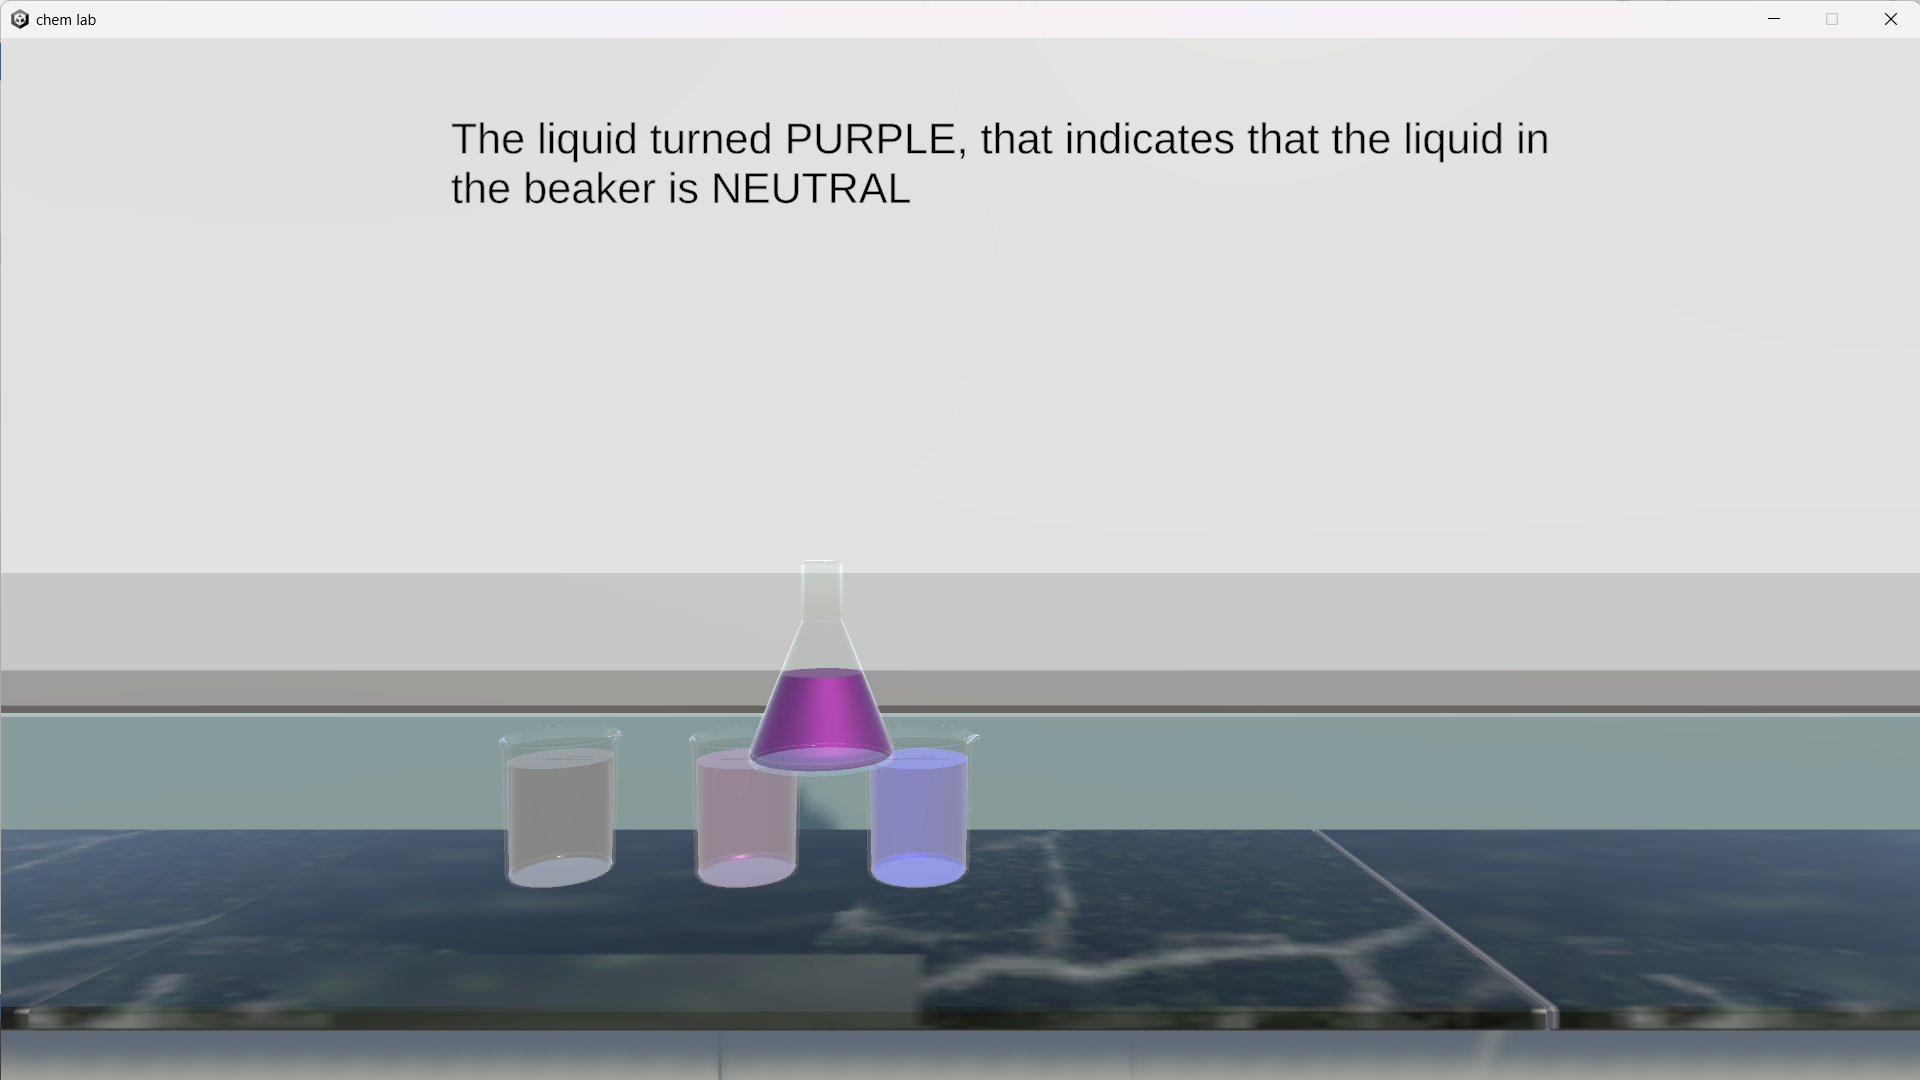 chem lab
The liquid turned PURPLE, that indicates that the liquid in
the beaker is NEUTRAL